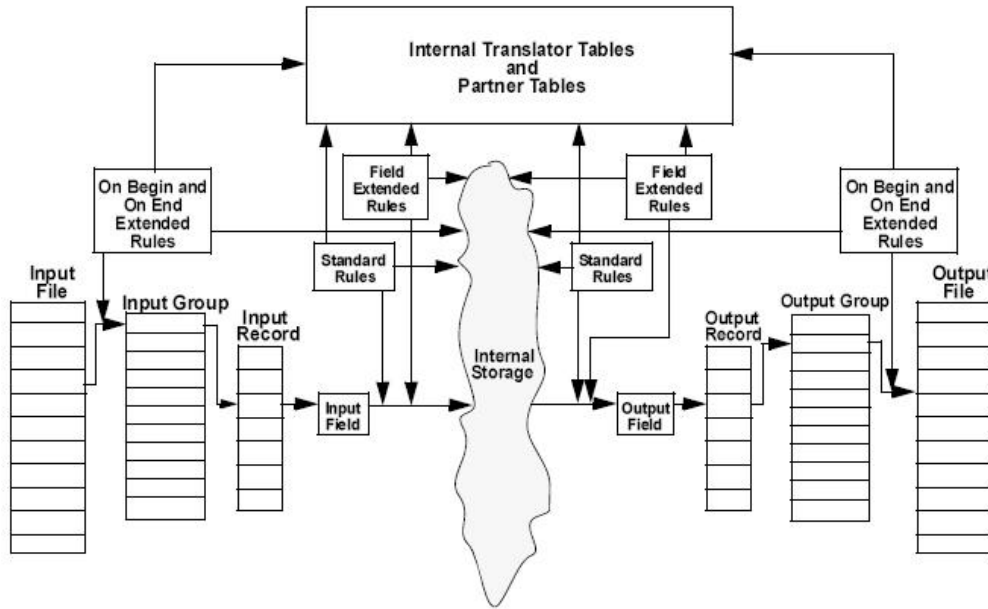 Internal Translator Tables
and
Partner Tables
Field
Extended
Rules
Field
Extended
Rules
On Begin and
On End
Extended
Rules
On Begin and
On End
Extended
Rules
Standard
Rules
Standard
Rules
Input
File
Input Group
Input
Record
Output
Record
Output Group
Output
File
Internal
Storage
Input
Field
Output
Field